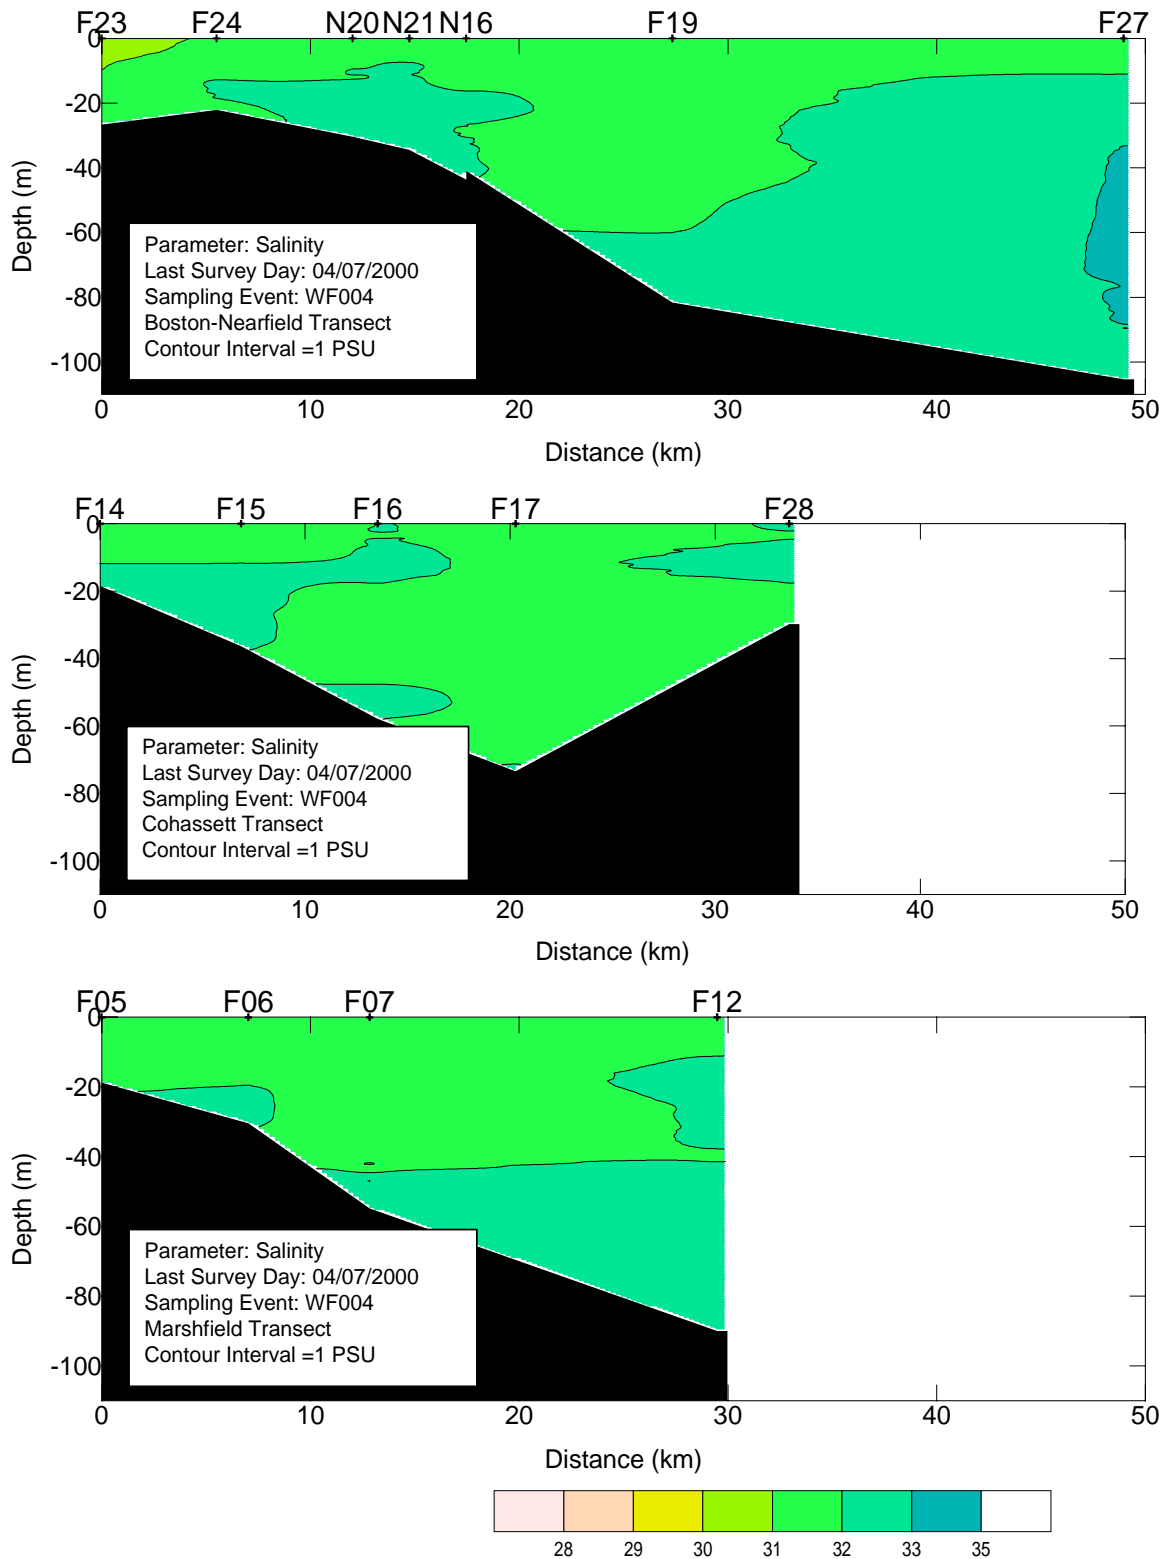 F23 F24 N20 N21 N16 F19 F27
0
-20
-40
-60
-80
-100
Depth (m)
Parameter: Salinity
Last Survey Day: 04/07/2000
Sampling Event: WF004
Boston-Nearfield Transect
Contour Interval =1 PSU
0 10 20 30 40 50
Distance (km)
F14 F15 F16 F17 F28
0
-20
-40
-60
-80
-100
Depth (m)
Parameter: Salinity
Last Survey Day: 04/07/2000
Sampling Event: WF004
Cohassett Transect
Contour Interval =1 PSU
0 10 20 30 40 50
Distance (km)
F05 F06 F07 F12
0
-20
-40
-60
-80
-100
Depth (m)
Parameter: Salinity
Last Survey Day: 04/07/2000
Sampling Event: WF004
Marshfield Transect
Contour Interval =1 PSU
0 10 20 30 40 50
Distance (km)
28 29 30 31 32 33 35